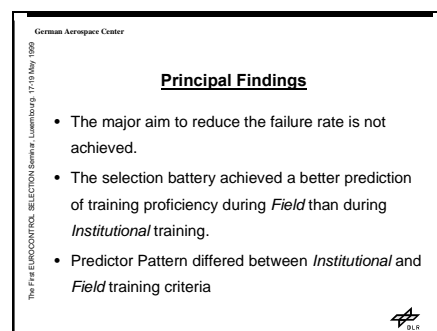 German Aerospace Center
The First EUROCONTROL SELECTION Seminar, Luxembourg. 17-19 May 1999
Principal Findings
• The major aim to reduce the failure rate is not
achieved.
• The selection battery achieved a better prediction
of training proficiency during Field than during
Institutional training.
• Predictor Pattern differed between Institutional and
Field training criteria
DLR